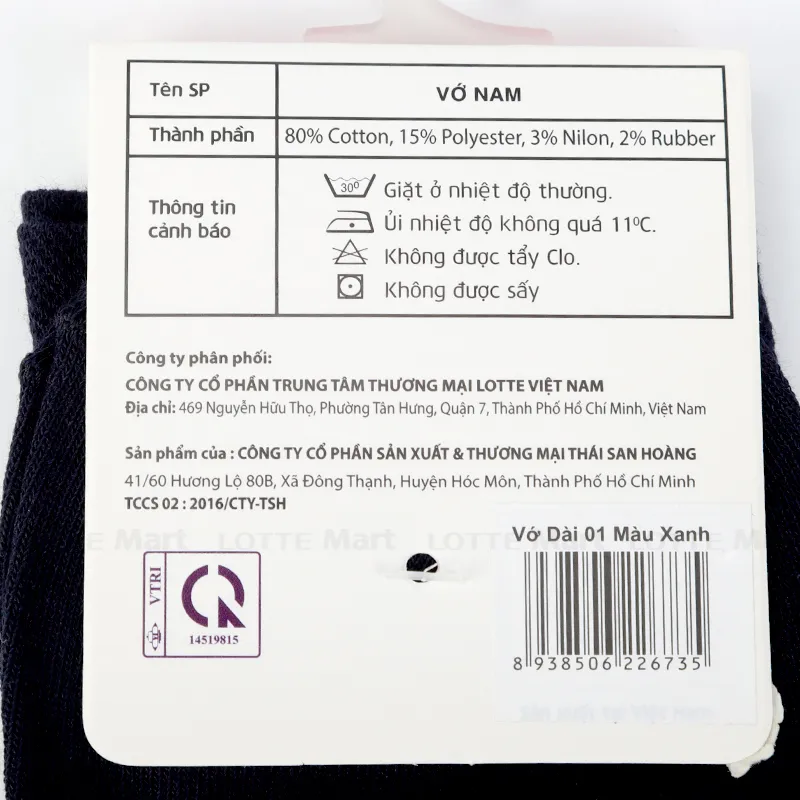 Tên SP
VỚ NAM
Thành phần
80% Cotton, 15% Polyester, 3% Nilon, 2% Rubber
Thông tin
cảnh báo
30⁰ Giặt ở nhiệt độ thường.
Ủi nhiệt độ không quá 11⁰C.
Không được tẩy Clo.
Không được sấy
Công ty phân phối:
CÔNG TY CỔ PHẦN TRUNG TÂM THƯƠNG MẠI LOTTE VIỆT NAM
Địa chỉ: 469 Nguyễn Hữu Thọ, Phường Tân Hưng, Quận 7, Thành Phố Hồ Chí Minh, Việt Nam
Sản phẩm của : CÔNG TY CỔ PHẦN SẢN XUẤT & THƯƠNG MẠI THÁI SAN HOÀNG
41/60 Hương Lộ 80B, Xã Đông Thạnh, Huyện Hóc Môn, Thành Phố Hồ Chí Minh
TCCS 02 : 2016/CTY-TSH
LOTTE Mart LOTTE Mart LOTTE Mart
VTRI
14519815
Vớ Dài 01 Màu Xanh
8 938506 226735